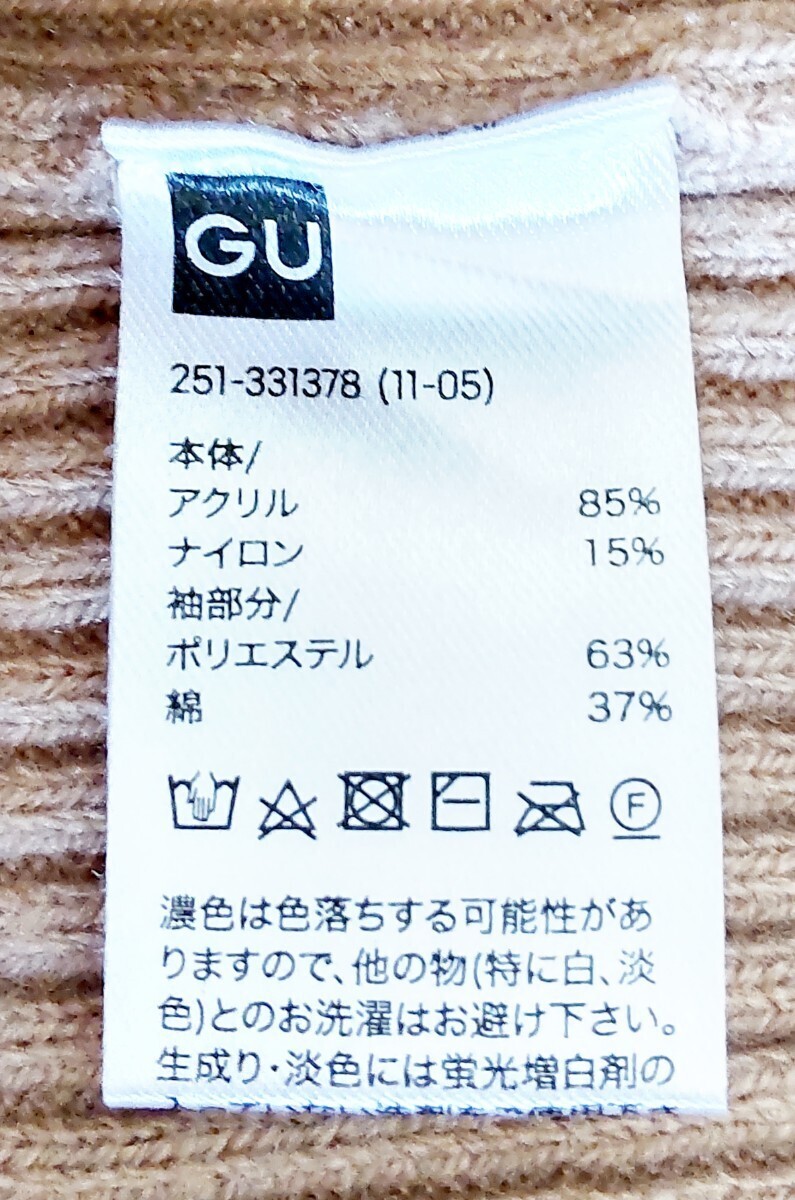 GU
251-331378 (11-05)
本体/
アクリル 85%
ナイロン 15%
袖部分/
ポリエステル 63%
綿 37%
F
濃色は色落ちする可能性があ
りますので、他の物(特に白、淡
色)とのお洗濯はお避け下さい。
生成り・淡色には蛍光増白剤の